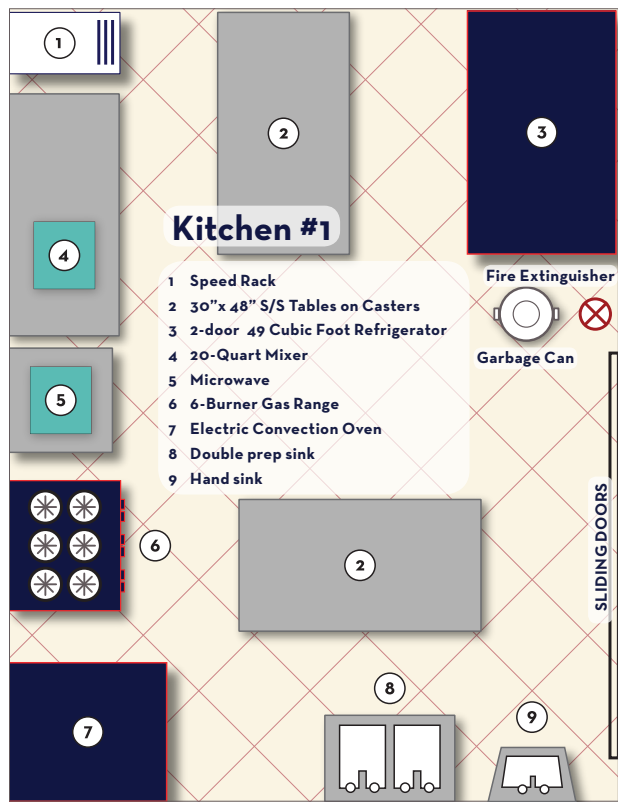 1
2
3
4
Kitchen #1
1 Speed Rack
2 30”x 48” S/S Tables on Casters
3 2-door 49 Cubic Foot Refrigerator
4 20-Quart Mixer
5 Microwave
6 6-Burner Gas Range
7 Electric Convection Oven
8 Double prep sink
9 Hand sink
Fire Extinguisher
Garbage Can
5
6
2
SLIDING DOORS
7
8
9